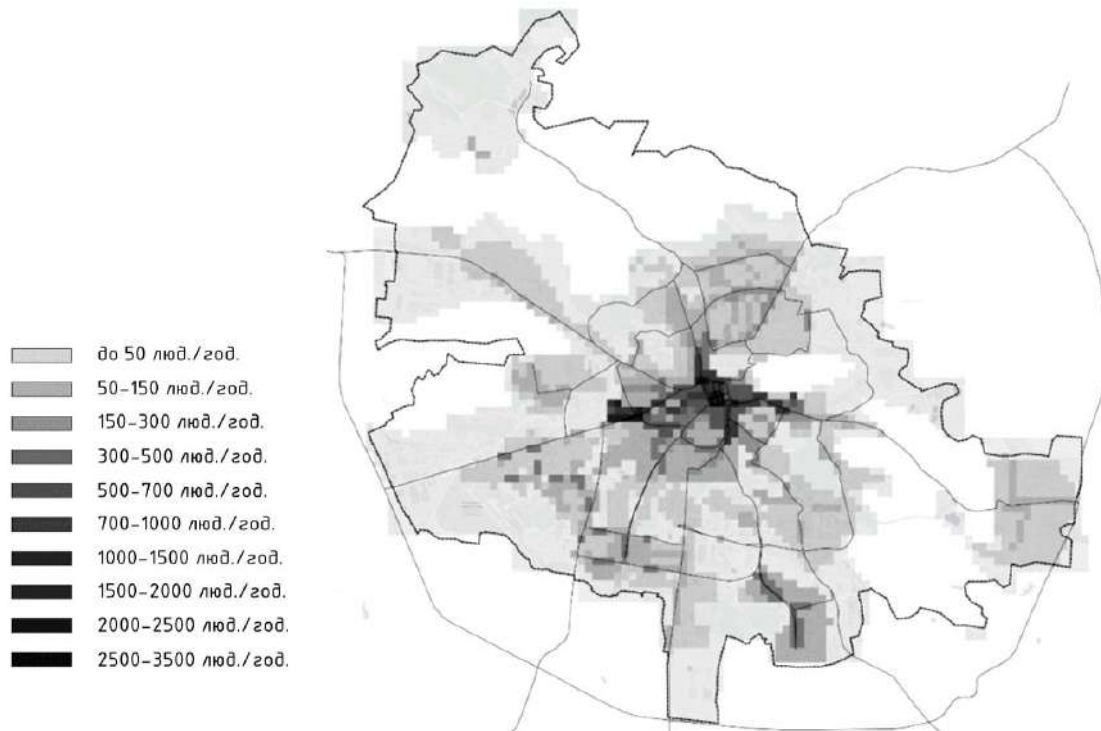 до 50 люд./год.
50–150 люд./год.
150–300 люд./год.
300–500 люд./год.
500–700 люд./год.
700–1000 люд./год.
1000–1500 люд./год.
1500–2000 люд./год.
2000–2500 люд./год.
2500–3500 люд./год.